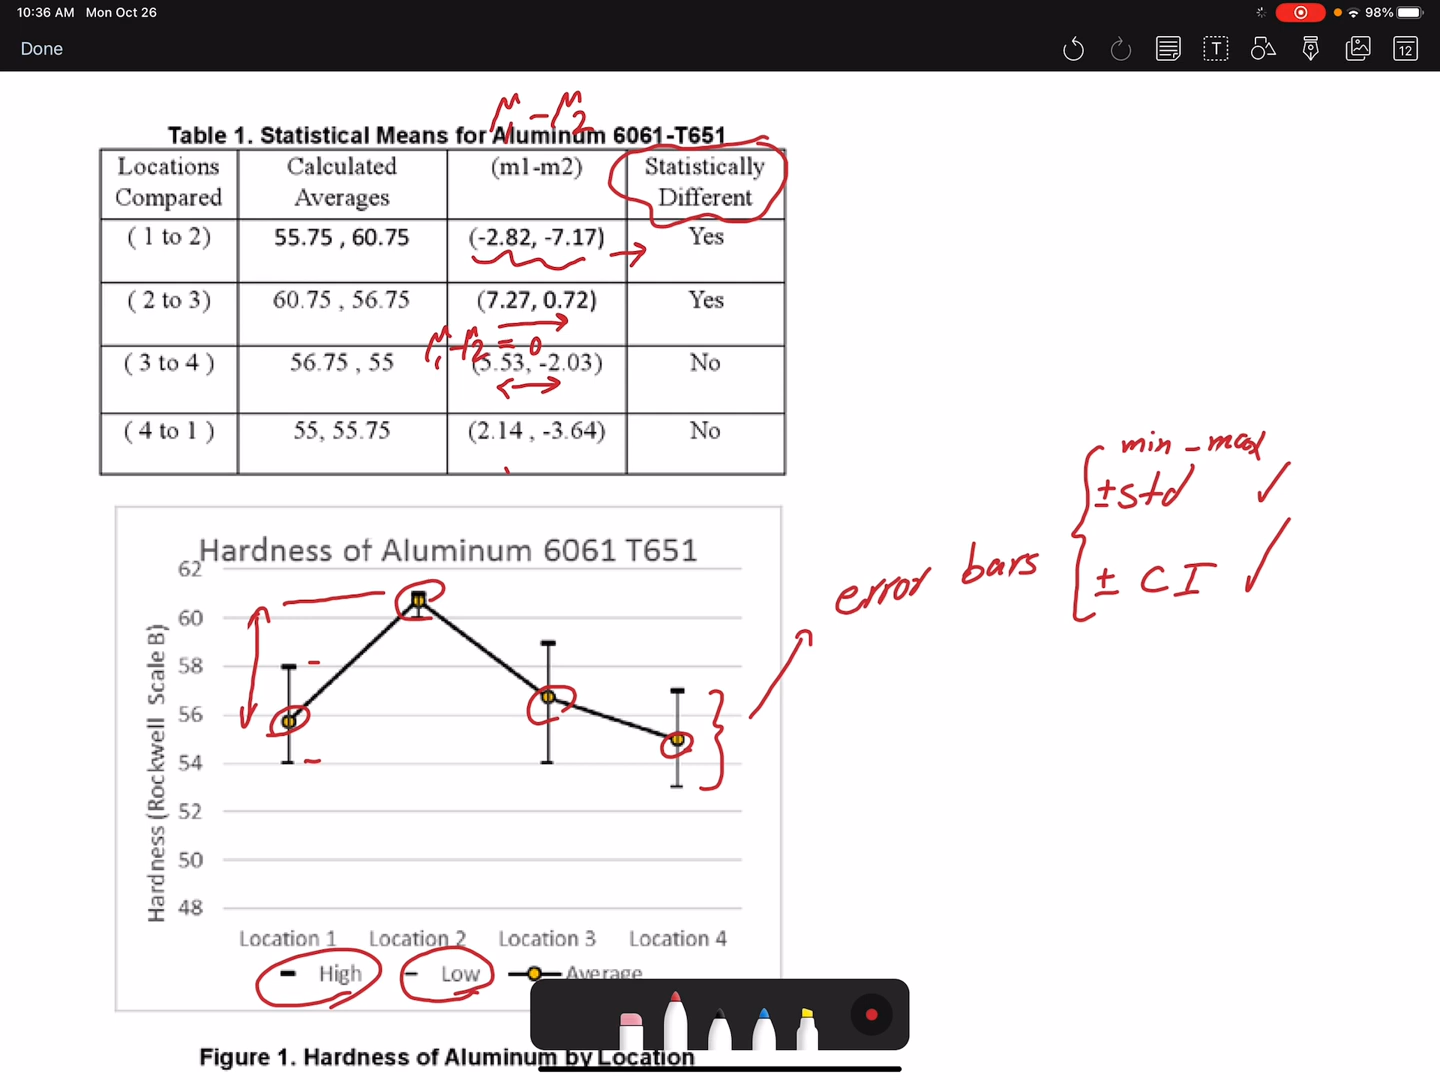 10:36 AM Mon Oct 26
98%
Done
T
12
μ1 - μ2
Table 1. Statistical Means for Aluminum 6061-T651
Locations Compared | Calculated Averages | (m1-m2) | Statistically Different
( 1 to 2) | 55.75 , 60.75 | (-2.82, -7.17) | Yes
( 2 to 3) | 60.75 , 56.75 | (7.27, 0.72) | Yes
μ1-μ2 = 0
( 3 to 4 ) | 56.75 , 55 | (5.53, -2.03) | No
( 4 to 1 ) | 55, 55.75 | (2.14 , -3.64) | No
min - max
± std ✓
error bars
± CI ✓
Hardness of Aluminum 6061 T651
Hardness (Rockwell Scale B)
62
60
58
56
54
52
50
48
Location 1 Location 2 Location 3 Location 4
High Low Average
Figure 1. Hardness of Aluminum by Location